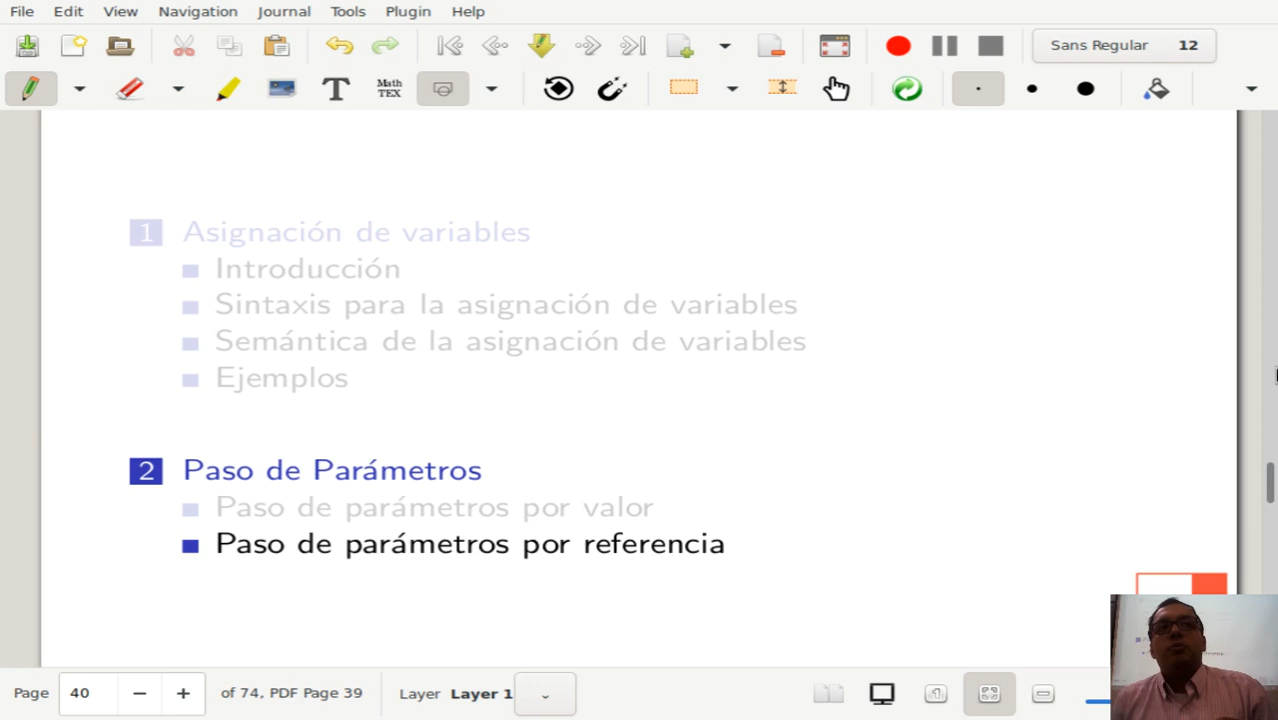 File Edit View Navigation Journal Tools Plugin Help
Sans Regular 12
T Math TEX
1 Asignación de variables
Introducción
Sintaxis para la asignación de variables
Semántica de la asignación de variables
Ejemplos
2 Paso de Parámetros
Paso de parámetros por valor
Paso de parámetros por referencia
Page 40 of 74, PDF Page 39 Layer Layer 1